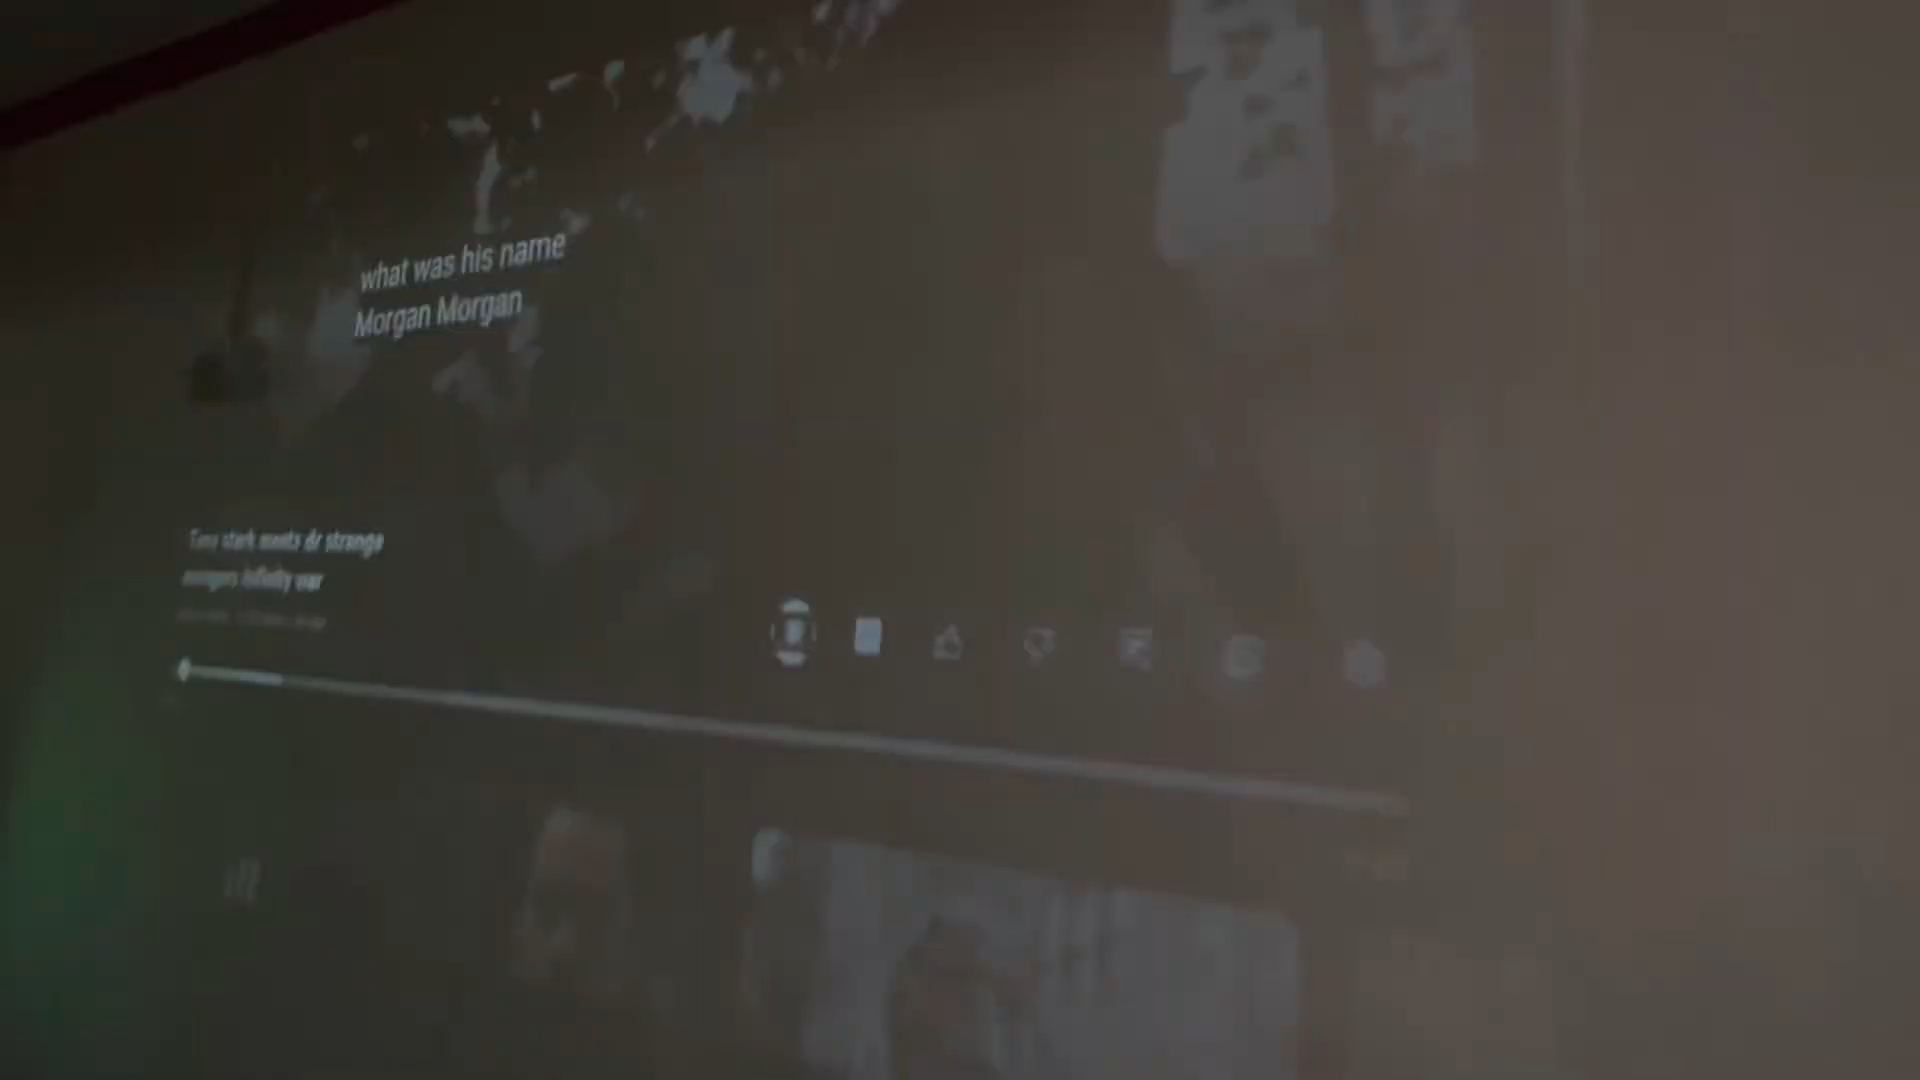 what was his name
Morgan Morgan
Tony stark meets dr strange
avengers infinity war